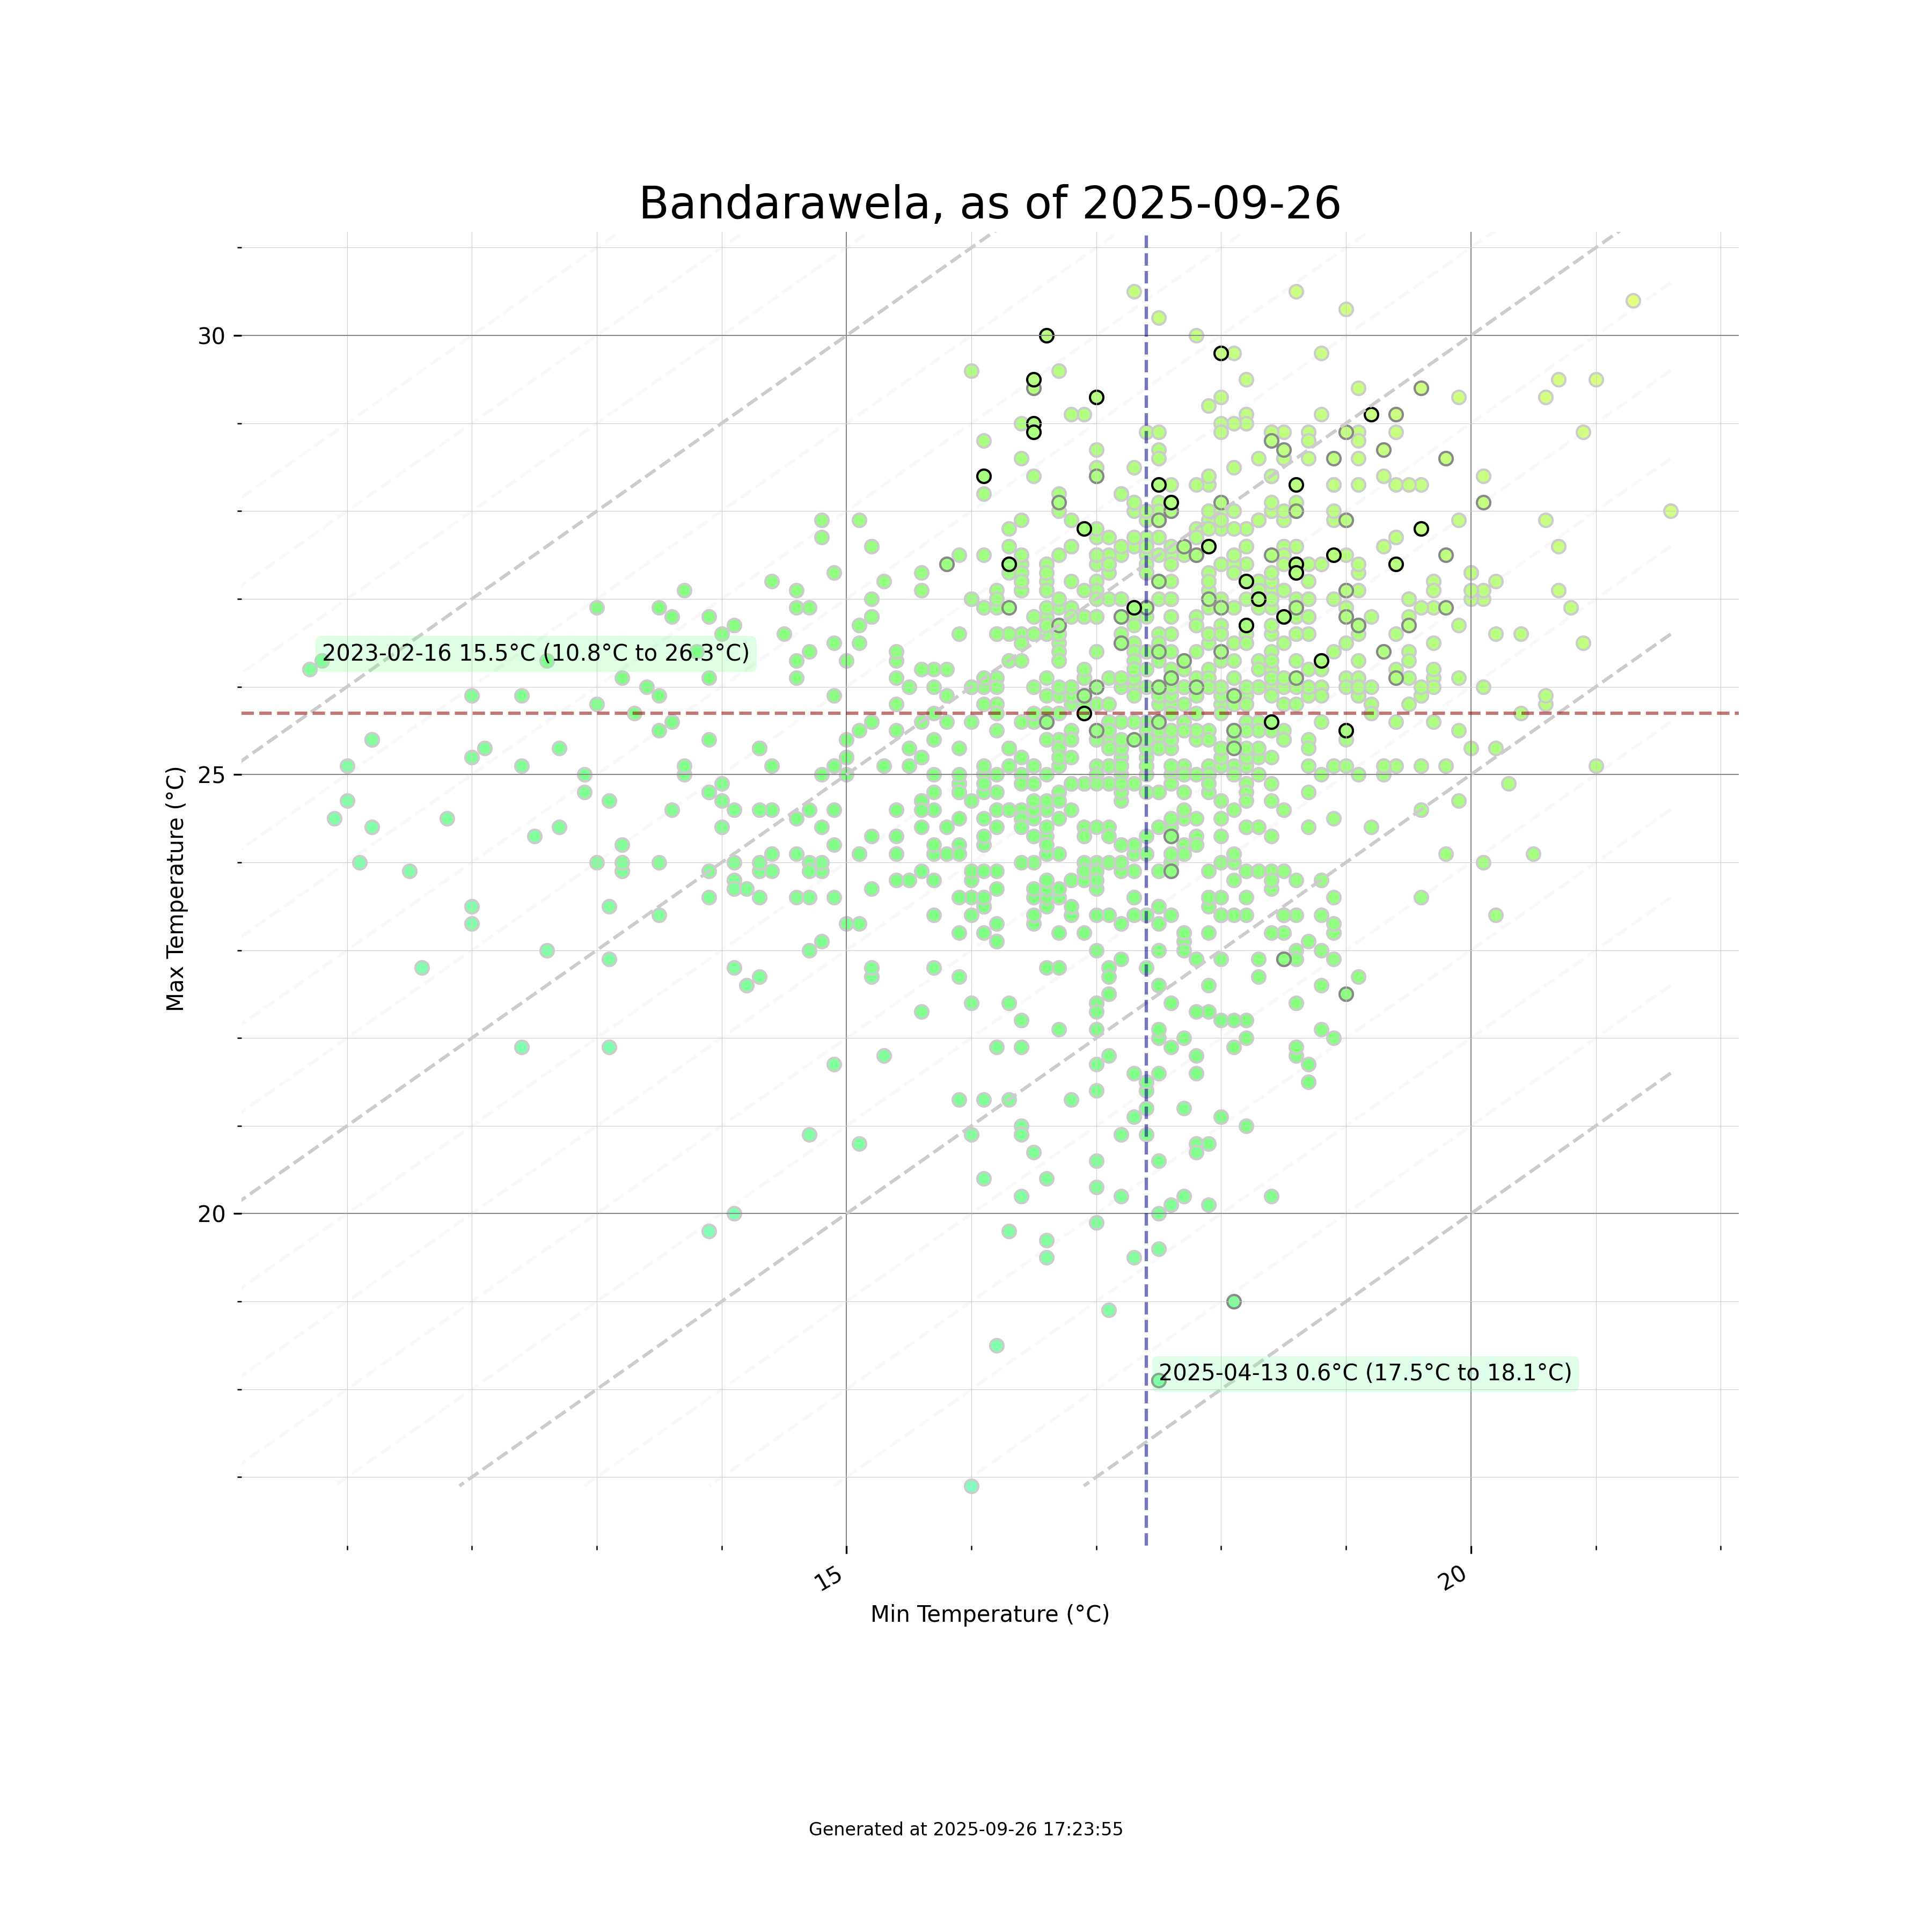 Bandarawela, as of 2025-09-26
30
25
20
Max Temperature (°C)
2023-02-16 15.5°C (10.8°C to 26.3°C)
2025-04-13 0.6°C (17.5°C to 18.1°C)
15
20
Min Temperature (°C)
Generated at 2025-09-26 17:23:55